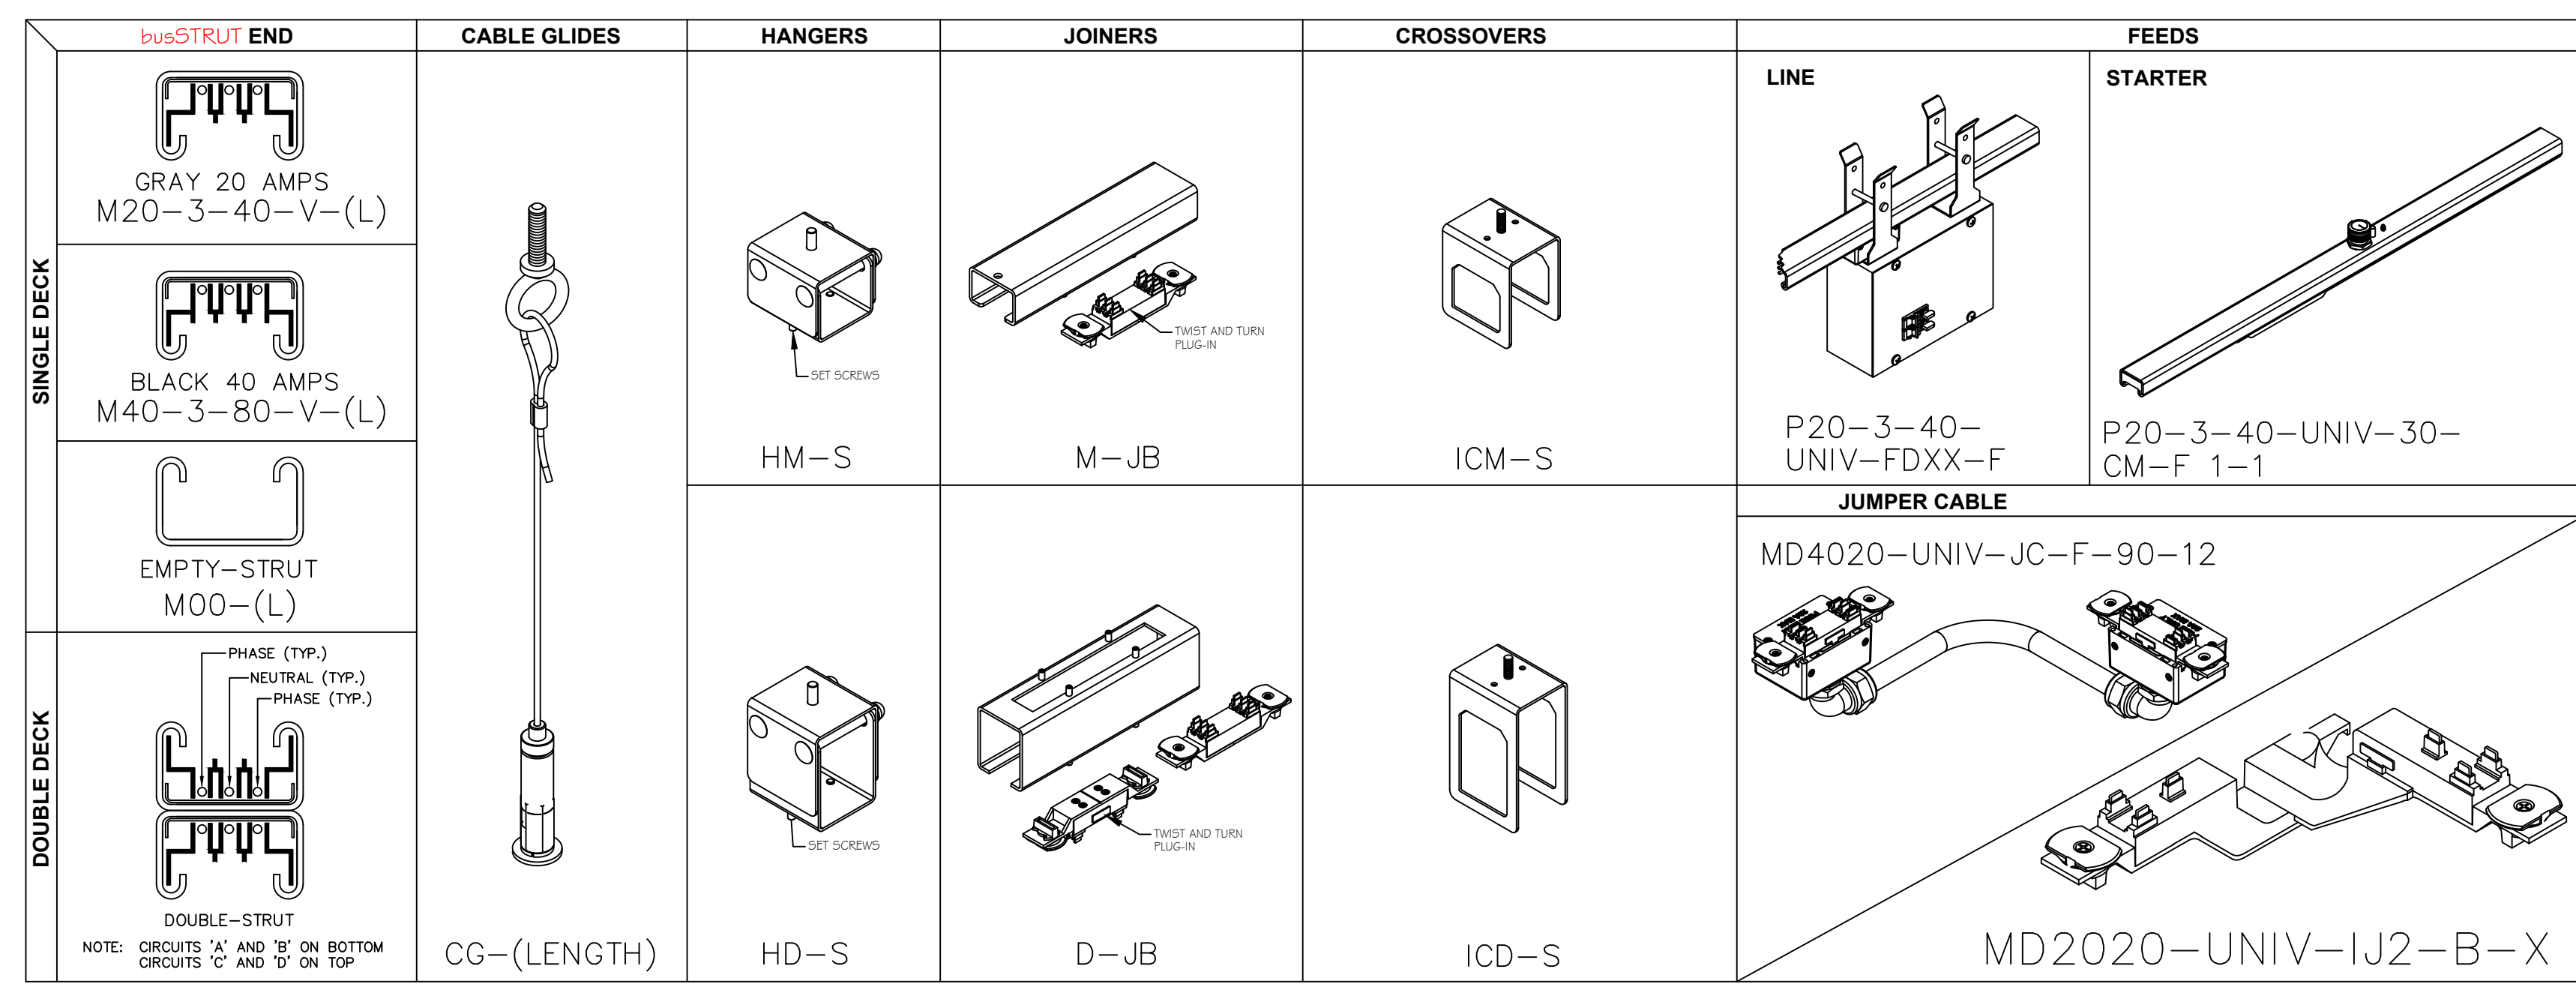 busSTRUT END
CABLE GLIDES
HANGERS
JOINERS
CROSSOVERS
FEEDS
SINGLE DECK
GRAY 20 AMPS
M20-3-40-V-(L)
BLACK 40 AMPS
M40-3-80-V-(L)
EMPTY-STRUT
M00-(L)
DOUBLE DECK
PHASE (TYP.)
NEUTRAL (TYP.)
PHASE (TYP.)
DOUBLE-STRUT
NOTE: CIRCUITS 'A' AND 'B' ON BOTTOM
CIRCUITS 'C' AND 'D' ON TOP
CG-(LENGTH)
SET SCREWS
HM-S
SET SCREWS
HD-S
TWIST AND TURN
PLUG-IN
M-JB
TWIST AND TURN
PLUG-IN
D-JB
ICM-S
ICD-S
LINE
P20-3-40-
UNIV-FDXX-F
STARTER
P20-3-40-UNIV-30-
CM-F 1-1
JUMPER CABLE
MD4020-UNIV-JC-F-90-12
MD2020-UNIV-IJ2-B-X